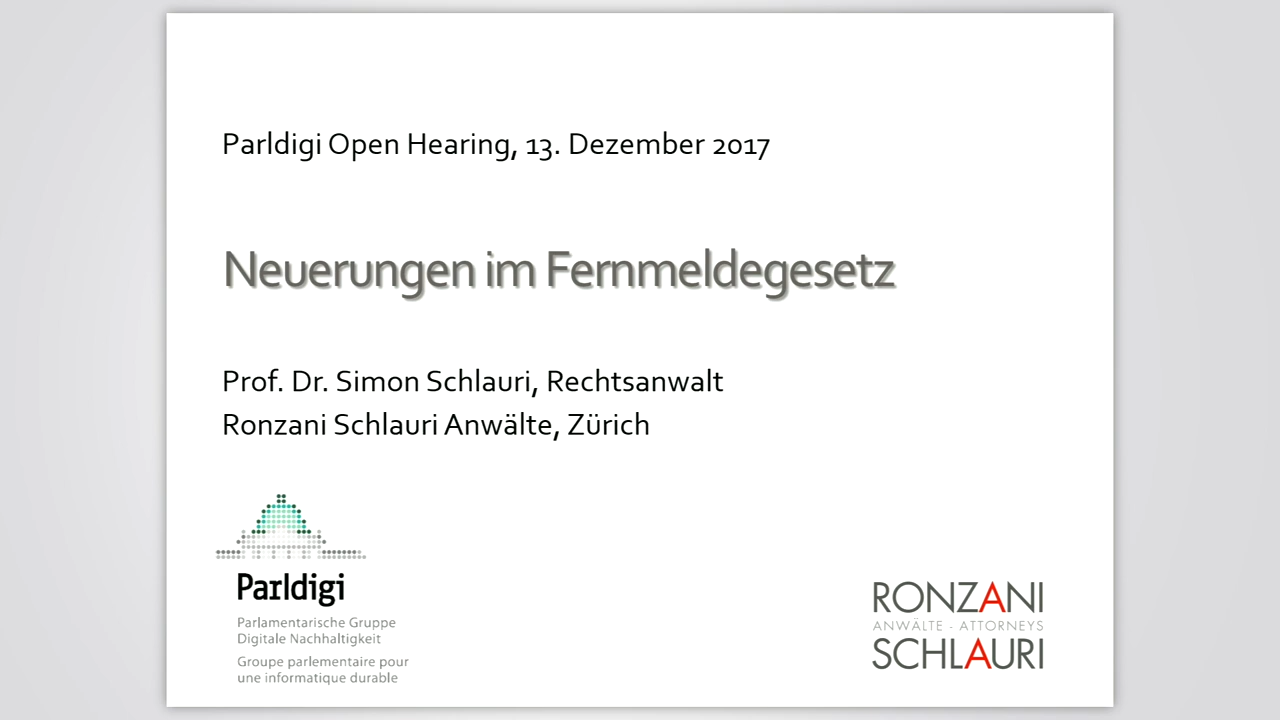 Parldigi Open Hearing, 13. Dezember 2017
Neuerungen im Fernmeldegesetz
Prof. Dr. Simon Schlauri, Rechtsanwalt
Ronzani Schlauri Anwälte, Zürich
Parldigi
Parlamentarische Gruppe
Digitale Nachhaltigkeit
Groupe parlementaire pour
une informatique durable
RONZANI
ANWÄLTE - ATTORNEYS
SCHLAURI